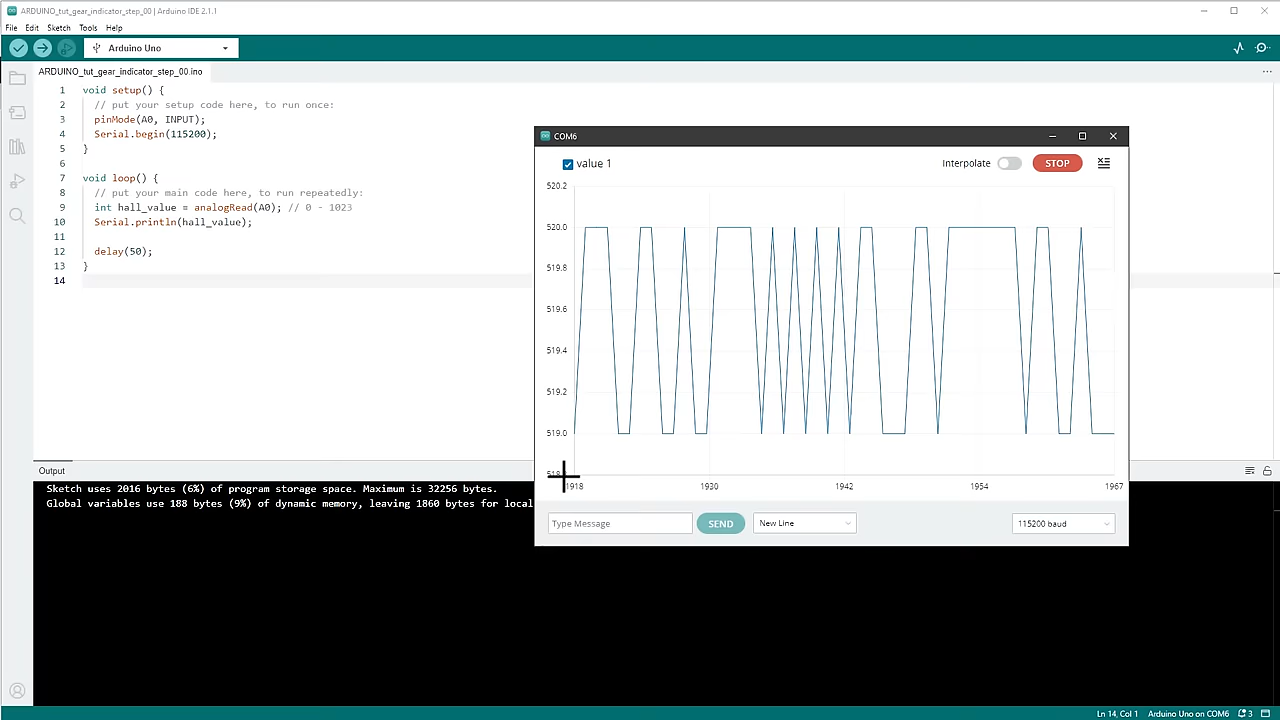 ARDUINO_tut_gear_indicator_step_00 | Arduino IDE 2.1.1
File Edit Sketch Tools Help
Arduino Uno
ARDUINO_tut_gear_indicator_step_00.ino
1 void setup() {
2 // put your setup code here, to run once:
3 pinMode(A0, INPUT);
4 Serial.begin(115200);
5 }
6
7 void loop() {
8 // put your main code here, to run repeatedly:
9 int hall_value = analogRead(A0); // 0 - 1023
10 Serial.println(hall_value);
11
12 delay(50);
13 }
14
COM6
value 1
Interpolate STOP
520.2
520.0
519.8
519.6
519.4
519.2
519.0
1918 1930 1942 1954 1967
Type Message SEND New Line 115200 baud
Output
Sketch uses 2016 bytes (6%) of program storage space. Maximum is 32256 bytes.
Global variables use 188 bytes (9%) of dynamic memory, leaving 1860 bytes for local
Ln 14, Col 1 Arduino Uno on COM6 3